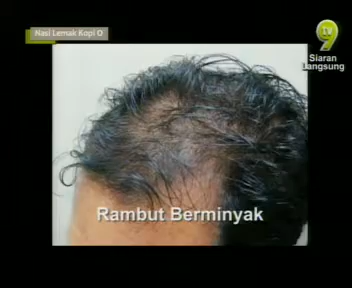 Nasi Lemak Kopi O
TV
9
Siaran
Langsung
Rambut Berminyak